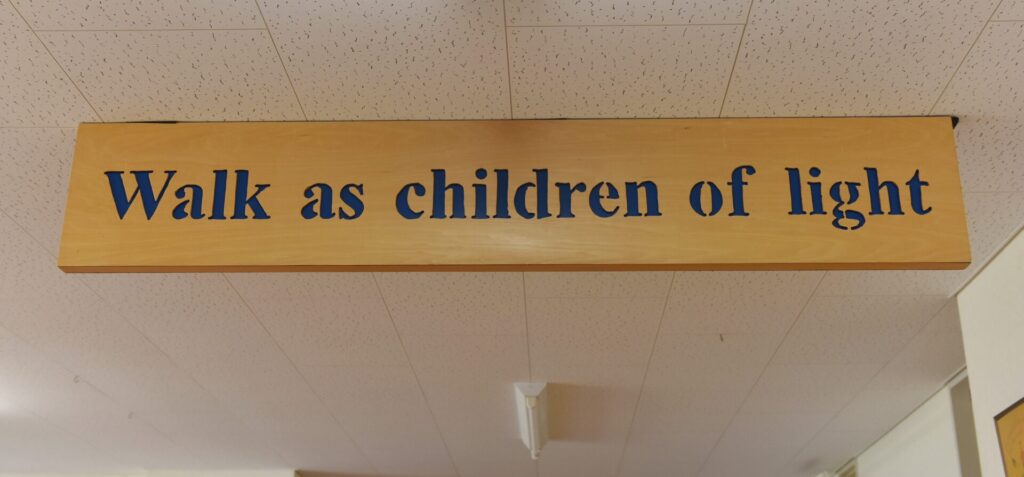 Walk as children of light